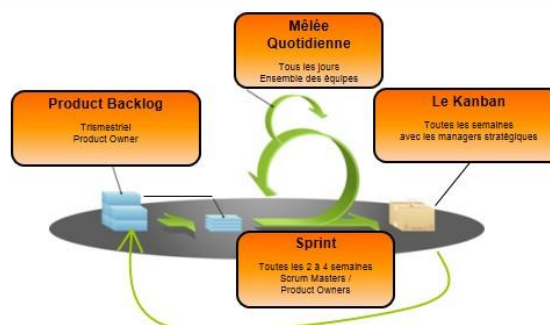 Mêlée
Quotidienne
Tous les jours
Ensemble des équipes
Product Backlog
Trismestriel
Product Owner
Le Kanban
Toutes les semaines
avec les managers stratégiques
Sprint
Toutes les 2 à 4 semaines
Scrum Masters /
Product Owners